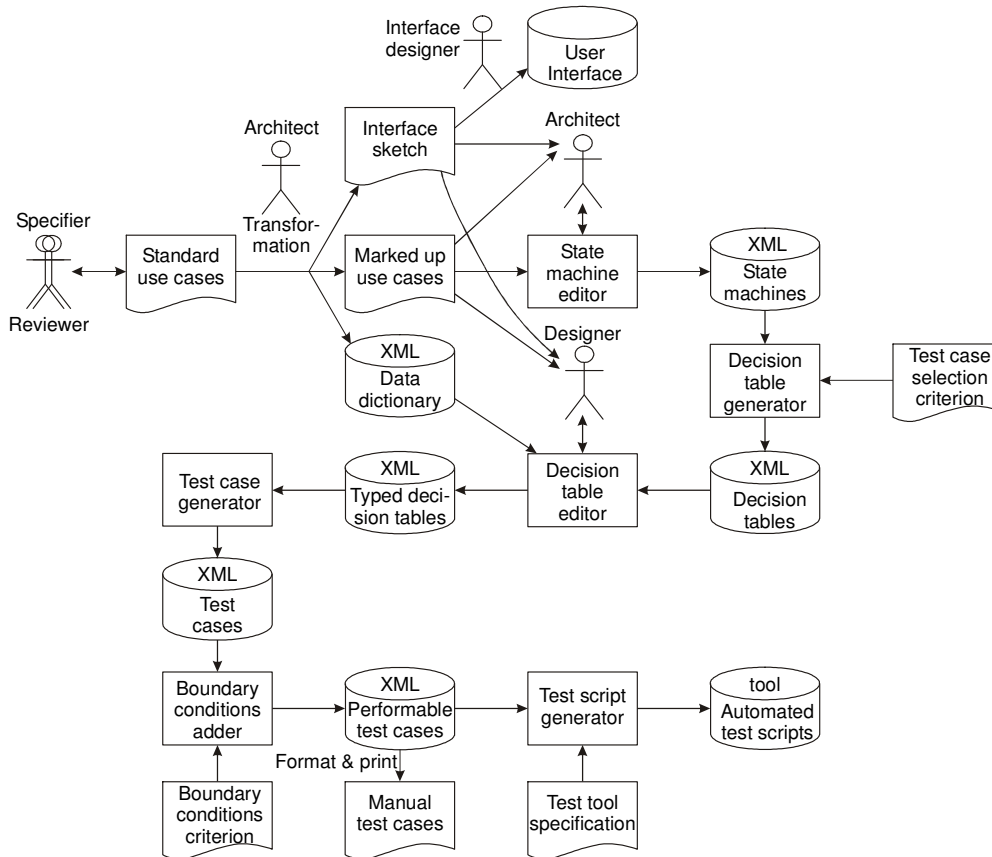 Interface
designer
User
Interface
Architect
Interface
sketch
Architect
Transfor-
mation
Specifier
Reviewer
Standard
use cases
Marked up
use cases
State
machine
editor
XML
State
machines
Designer
XML
Data
dictionary
Decision
table
generator
Test case
selection
criterion
Test case
generator
XML
Typed deci-
sion tables
Decision
table
editor
XML
Decision
tables
XML
Test
cases
Boundary
conditions
adder
XML
Performable
test cases
Test script
generator
tool
Automated
test scripts
Format & print
Boundary
conditions
criterion
Manual
test cases
Test tool
specification